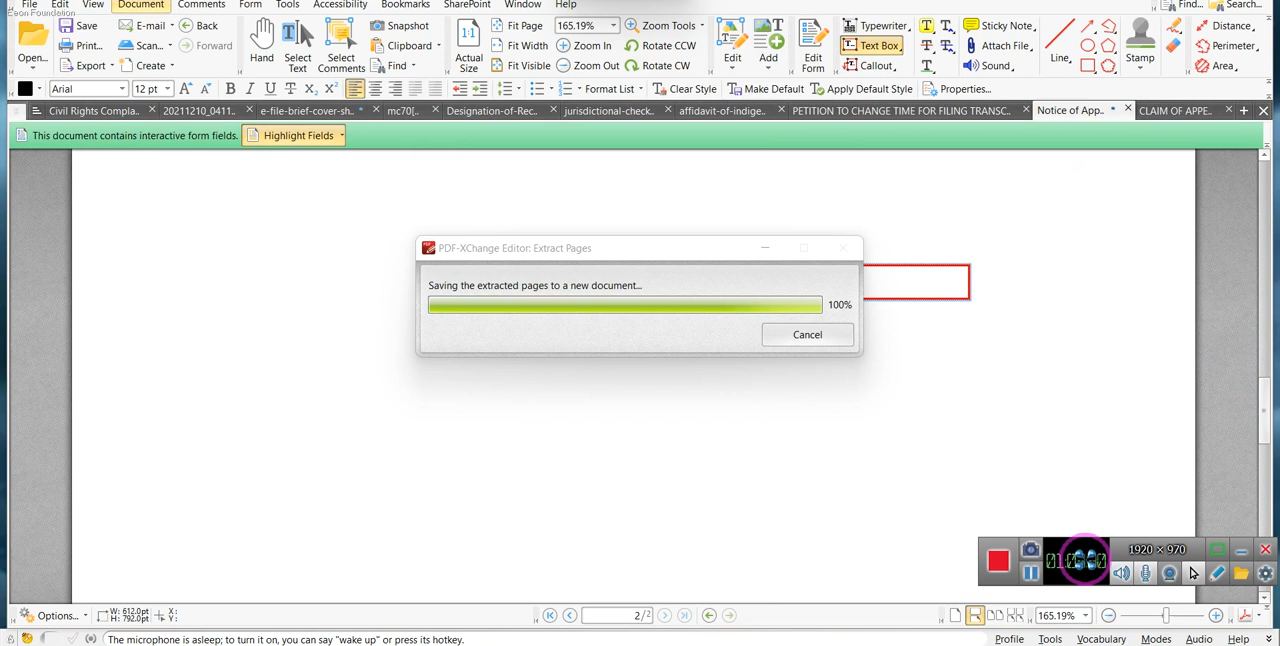 File Edit View Document Comments Form Tools Accessibility Bookmarks SharePoint Window Help Find... Search...
Eaon Foundation
Open... Save E-mail Back Hand Select Text Select Comments Snapshot Actual Size Fit Page 165.19% Zoom Tools Edit Add Edit Form Typewriter Sticky Note Line Stamp Distance
Print... Scan... Forward Clipboard Fit Width Zoom In Rotate CCW Text Box Attach File Perimeter
Export Create Find Fit Visible Zoom Out Rotate CW Callout Sound Area
Arial 12 pt Format List Clear Style Make Default Apply Default Style Properties...
Civil Rights Compla.. 20211210_0411.. e-file-brief-cover-sh.. * mc70[.. Designation-of-Rec.. jurisdictional-check.. affidavit-of-indige.. PETITION TO CHANGE TIME FOR FILING TRANSC.. Notice of App.. * CLAIM OF APPE..
This document contains interactive form fields. Highlight Fields
PDF-XChange Editor: Extract Pages
Saving the extracted pages to a new document...
100%
Cancel
1920 × 970
Options... W: 612.0pt H: 792.0pt X: Y: 2/2 165.19%
The microphone is asleep; to turn it on, you can say "wake up" or press its hotkey. Profile Tools Vocabulary Modes Audio Help